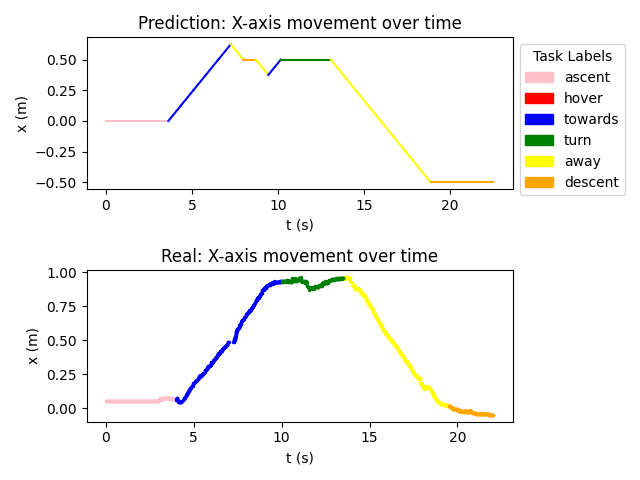 Prediction: X-axis movement over time
x (m)
0.50
0.25
0.00
−0.25
−0.50
0
5
10
15
20
t (s)
Task Labels
ascent
hover
towards
turn
away
descent
Real: X-axis movement over time
x (m)
1.00
0.75
0.50
0.25
0.00
0
5
10
15
20
t (s)